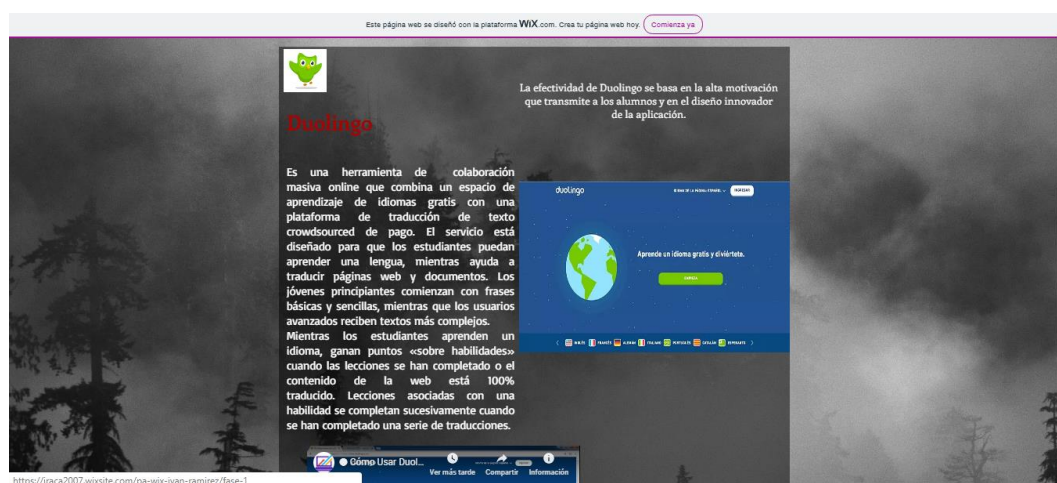 Este página web se diseñó con la plataforma WiX.com. Crea tu página web hoy. Comienza ya
La efectividad de Duolingo se basa en la alta motivación
que transmite a los alumnos y en el diseño innovador
de la aplicación.
Duolingo
Es una herramienta de colaboración
masiva online que combina un espacio de
aprendizaje de idiomas gratis con una
plataforma de traducción de texto
crowdsourced de pago. El servicio está
diseñado para que los estudiantes puedan
aprender una lengua, mientras ayuda a
traducir páginas web y documentos. Los
jóvenes principiantes comienzan con frases
básicas y sencillas, mientras que los usuarios
avanzados reciben textos más complejos.
Mientras los estudiantes aprenden un
idioma, ganan puntos «sobre habilidades»
cuando las lecciones se han completado o el
contenido de la web está 100%
traducido. Lecciones asociadas con una
habilidad se completan sucesivamente cuando
se han completado una serie de traducciones.
duolingo
Aprende un idioma gratis y diviértete.
EMPIEZA
INGLÉS FRANCÉS ALEMÁN ITALIANO PORTUGUÉS CATALÁN ESPERANTO
Cómo Usar Duol...
Ver más tarde Compartir Información
https://iraca2007.wixsite.com/pa-wix-ivan-ramirez/fase-1